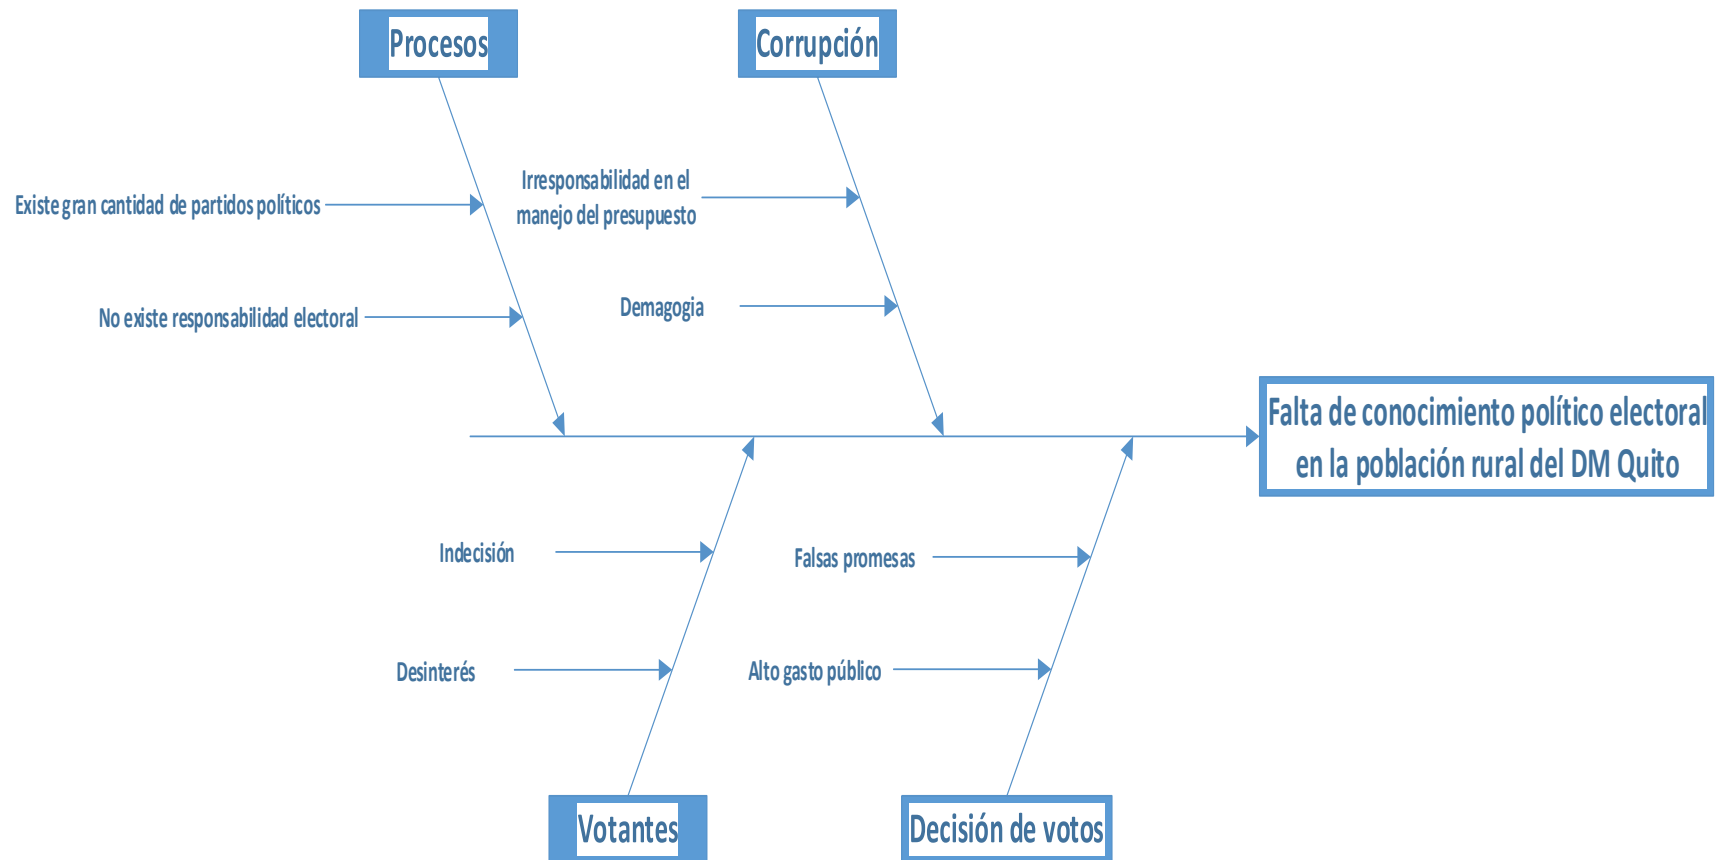 Procesos
Corrupción
Existe gran cantidad de partidos políticos
Irresponsabilidad en el
manejo del presupuesto
No existe responsabilidad electoral
Demagogia
Falta de conocimiento político electoral
en la población rural del DM Quito
Indecisión
Falsas promesas
Desinterés
Alto gasto público
Votantes
Decisión de votos